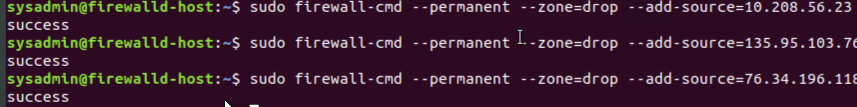 sysadmin@firewalld-host:~$ sudo firewall-cmd --permanent --zone=drop --add-source=10.208.56.23
success
sysadmin@firewalld-host:~$ sudo firewall-cmd --permanent --zone=drop --add-source=135.95.103.76
success
sysadmin@firewalld-host:~$ sudo firewall-cmd --permanent --zone=drop --add-source=76.34.196.118
success